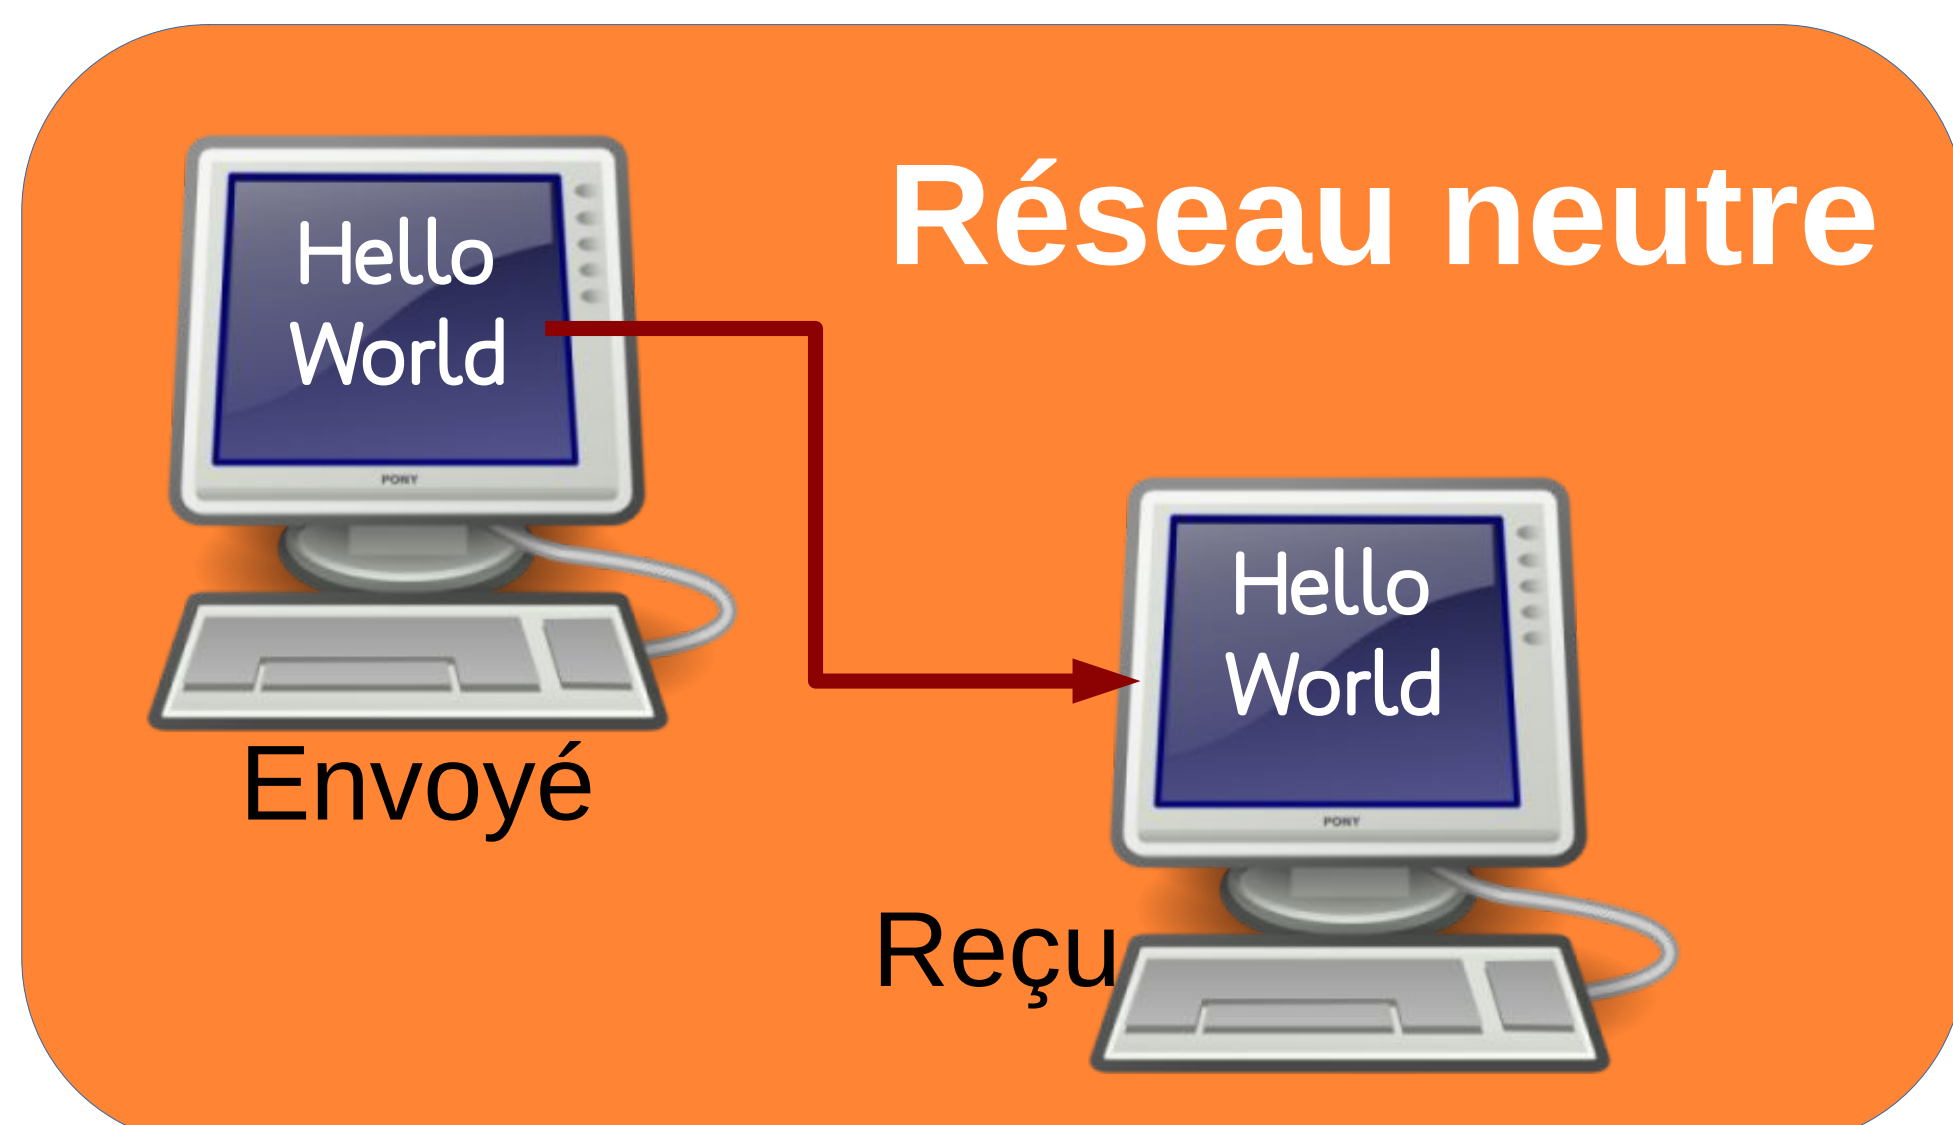 Réseau neutre
Hello
World
PONY
Envoyé
Hello
World
PONY
Reçu